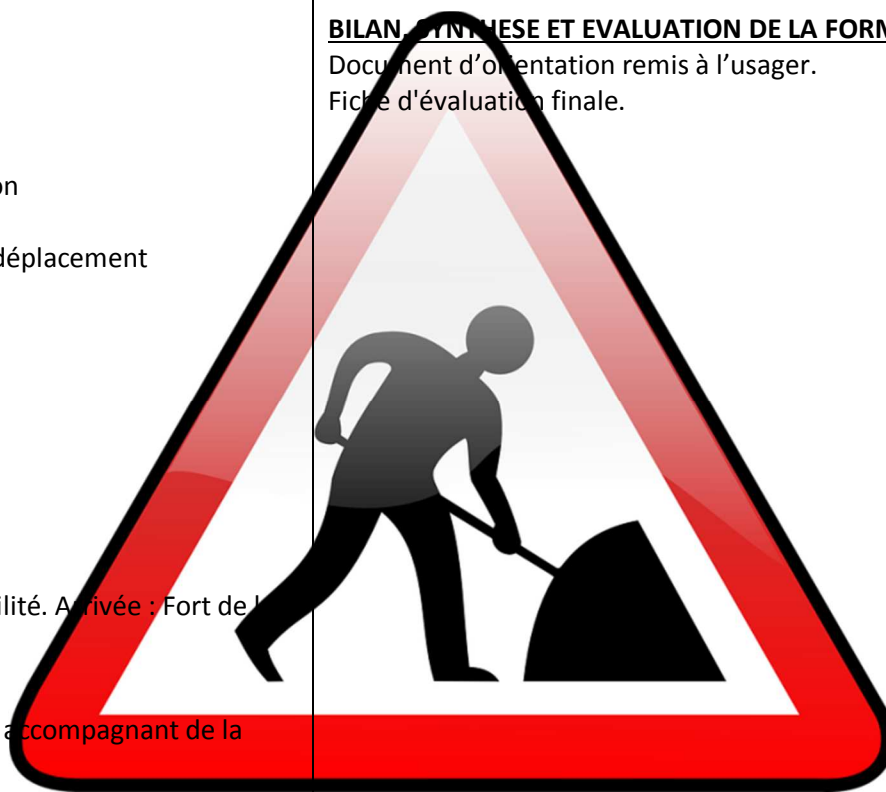 on
déplacement
ilité. Arrivée : Fort de
accompagnant de la
BILAN, SYNTHESE ET EVALUATION DE LA FORM
Document d’orientation remis à l’usager.
Fiche d'évaluation finale.